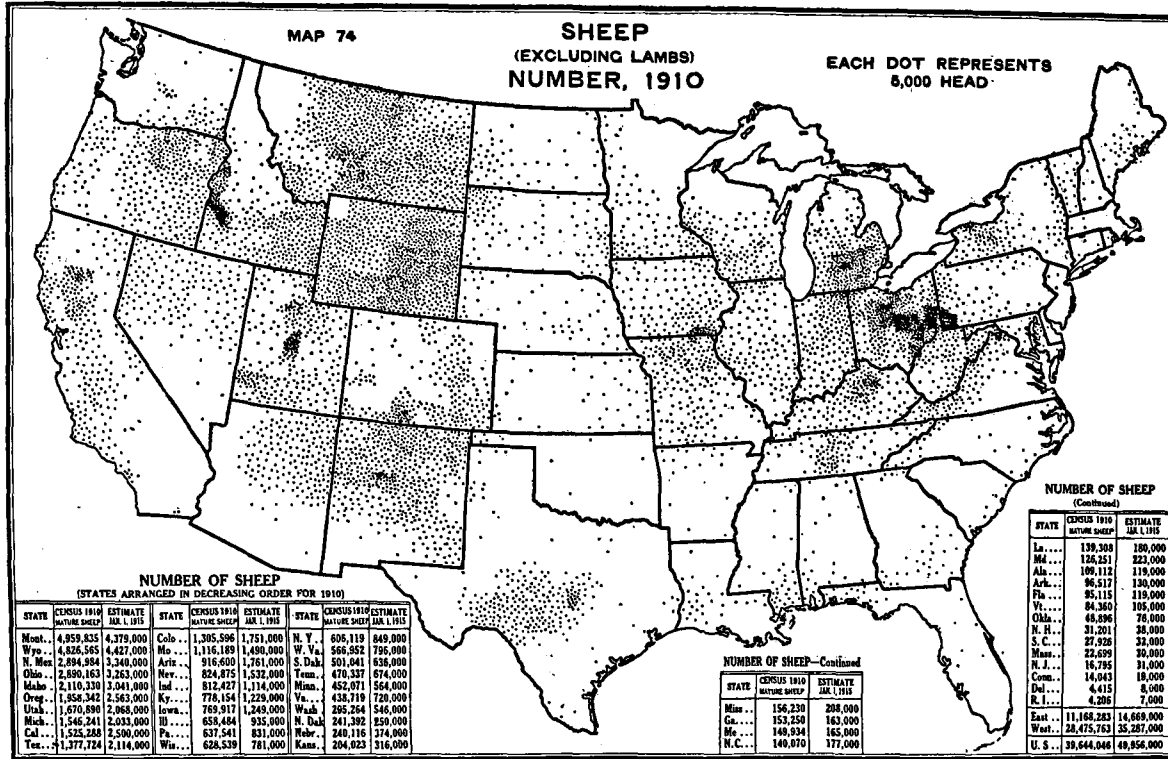 MAP 74
SHEEP
(EXCLUDING LAMBS)
NUMBER, 1910
EACH DOT REPRESENTS
5,000 HEAD
NUMBER OF SHEEP
(STATES ARRANGED IN DECREASING ORDER FOR 1910)
STATE CENSUS 1910 MATURE SHEEP ESTIMATE JAN. 1, 1915 STATE CENSUS 1910 MATURE SHEEP ESTIMATE JAN. 1, 1915 STATE CENSUS 1910 MATURE SHEEP ESTIMATE JAN. 1, 1915
Mont.. 4,959,835 4,379,000 Colo.. 1,305,596 1,751,000 N. Y.. 606,119 849,000
Wyo.. 4,826,565 4,427,000 Mo... 1,116,189 1,490,000 W. Va. 566,952 796,000
N. Mex 2,894,984 3,340,000 Ariz.. 916,600 1,761,000 S. Dak. 501,041 636,000
Ohio.. 2,890,163 3,263,000 Nev... 824,875 1,532,000 Tenn.. 470,337 674,000
Idaho. 2,110,330 3,041,000 Ind... 812,427 1,114,000 Minn.. 452,071 564,000
Oreg.. 1,958,342 2,563,000 Ky... 778,154 1,229,000 Va... 438,719 720,000
Utah.. 1,670,890 2,068,000 Iowa.. 769,917 1,249,000 Wash 295,264 546,000
Mich.. 1,546,241 2,033,000 Ill ... 658,484 935,000 N. Dak 241,392 250,000
Cal ... 1,525,288 2,500,000 Pa... 637,541 831,000 Nebr.. 240,116 374,000
Tex... 1,377,724 2,114,000 Wis... 628,539 781,000 Kans.. 204,023 316,000
NUMBER OF SHEEP—Continued
STATE CENSUS 1910 MATURE SHEEP ESTIMATE JAN. 1, 1915
Miss.. 156,230 208,000
Ga.... 153,250 163,000
Me ... 149,934 165,000
N.C... 140,070 177,000
NUMBER OF SHEEP
(Continued)
STATE CENSUS 1910 MATURE SHEEP ESTIMATE JAN. 1, 1915
La.... 139,308 180,000
Md ... 126,251 223,000
Ala... 109,112 119,000
Ark... 96,517 130,000
Fla ... 95,115 119,000
Vt.... 84,360 105,000
Okla.. 48,896 76,000
N. H.. 31,201 38,000
S. C... 27,926 32,000
Mass.. 22,699 30,000
N. J... 16,795 31,000
Conn.. 14,043 19,000
Del ... 4,415 8,000
R. I... 4,206 7,000
East .. 11,168,283 14,669,000
West.. 28,475,763 35,287,000
U. S .. 39,644,046 49,956,000